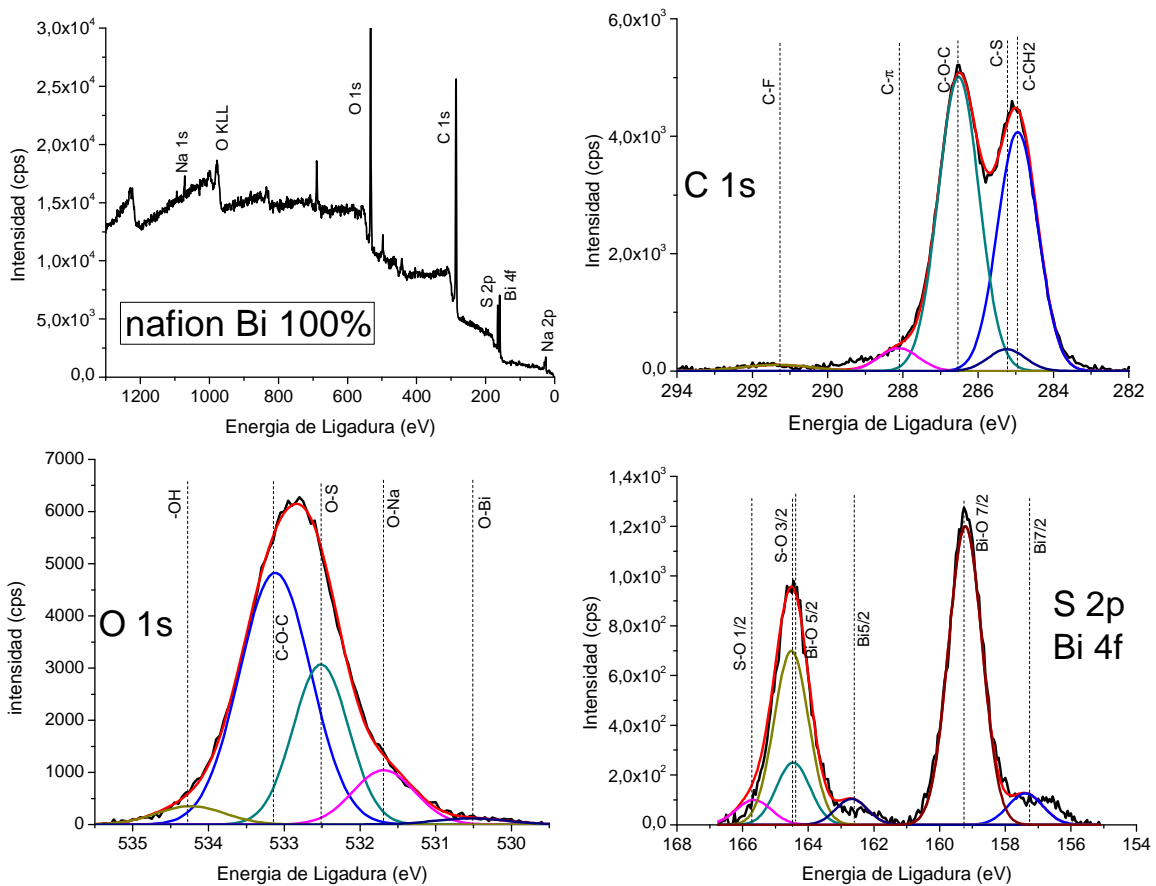 3,0x10⁴
2,5x10⁴
2,0x10⁴
1,5x10⁴
1,0x10⁴
5,0x10³
0,0
Intensidad (cps)
Na 1s
O KLL
O 1s
C 1s
S 2p
Bi 4f
Na 2p
nafion Bi 100%
1200 1000 800 600 400 200 0
Energia de Ligadura (eV)
6,0x10³
4,0x10³
2,0x10³
0,0
Intensidad (cps)
C-F
C-π
C-O-C
C-S
C-CH2
C 1s
294 292 290 288 286 284 282
Energia de Ligadura (eV)
7000
6000
5000
4000
3000
2000
1000
0
intensidad (cps)
-OH
C-O-C
O-S
O-Na
O-Bi
O 1s
535 534 533 532 531 530
Energia de Ligadura (eV)
1,4x10³
1,2x10³
1,0x10³
8,0x10²
6,0x10²
4,0x10²
2,0x10²
0,0
Intensidad (cps)
S-O 1/2
S-O 3/2
Bi-O 5/2
Bi5/2
Bi-O 7/2
Bi7/2
S 2p
Bi 4f
168 166 164 162 160 158 156 154
Energia de Ligadura (eV)